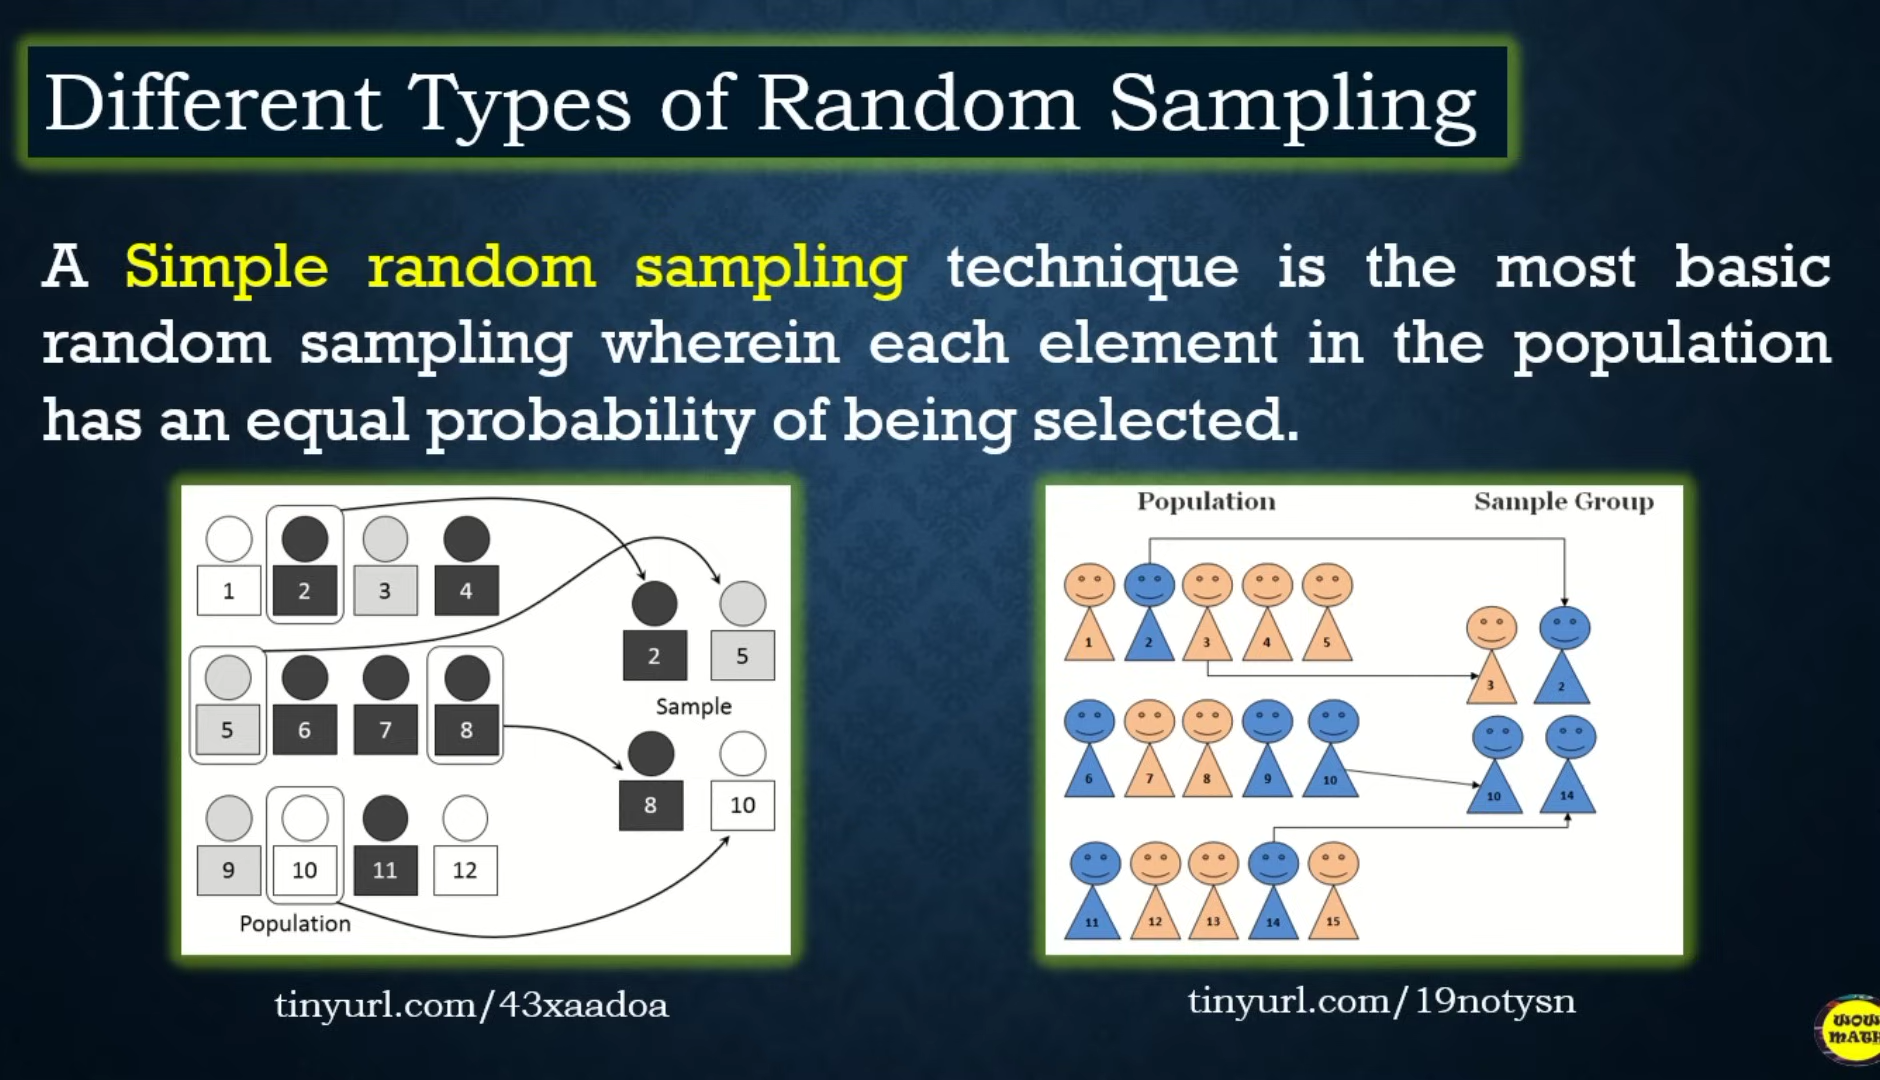 Different Types of Random Sampling
A Simple random sampling technique is the most basic
random sampling wherein each element in the population
has an equal probability of being selected.
1 2 3 4
2 5
Sample
5 6 7 8
8 10
9 10 11 12
Population
Population Sample Group
1 2 3 4 5
3 2
6 7 8 9 10
10 14
11 12 13 14 15
tinyurl.com/43xaadoa
tinyurl.com/19notysn
WOW
MATH